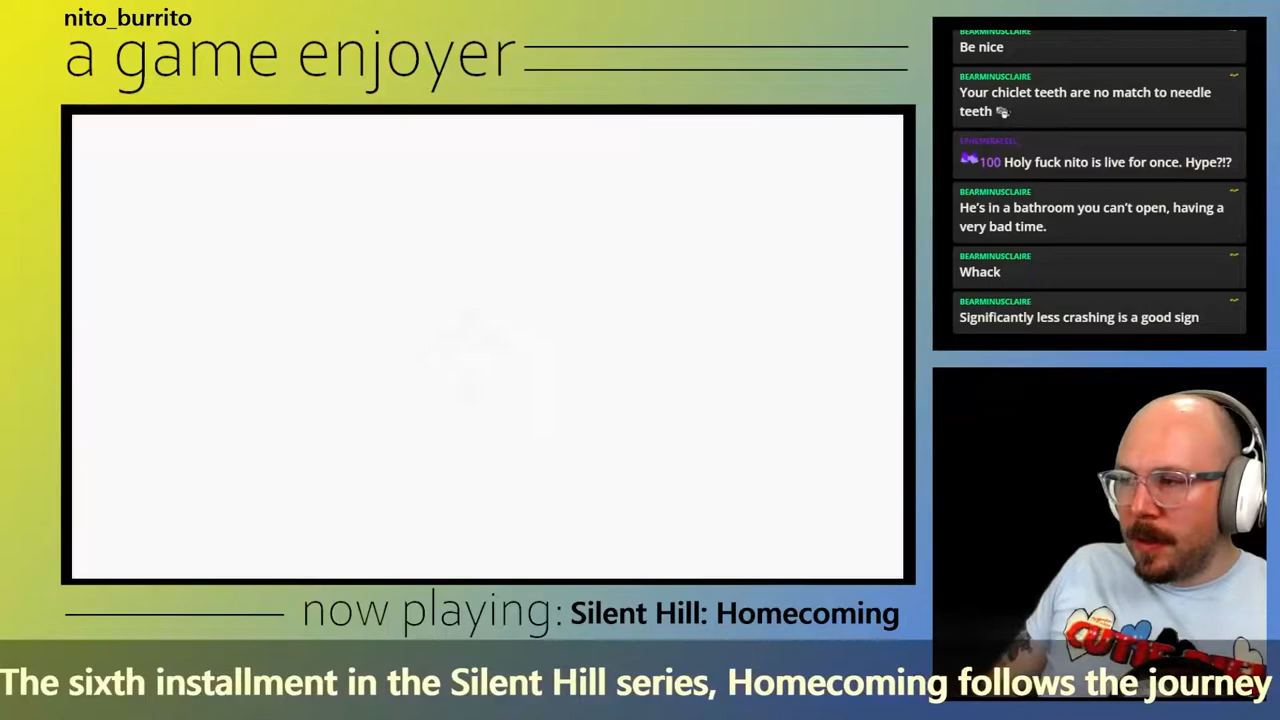 nito_burrito
a game enjoyer
BEARMINUSCLAIRE
Be nice
BEARMINUSCLAIRE
Your chiclet teeth are no match to needle
teeth
100 Holy fuck nito is live for once. Hype?!?
BEARMINUSCLAIRE
He's in a bathroom you can't open, having a
very bad time.
BEARMINUSCLAIRE
Whack
BEARMINUSCLAIRE
Significantly less crashing is a good sign
now playing: Silent Hill: Homecoming
The sixth installment in the Silent Hill series, Homecoming follows the journey